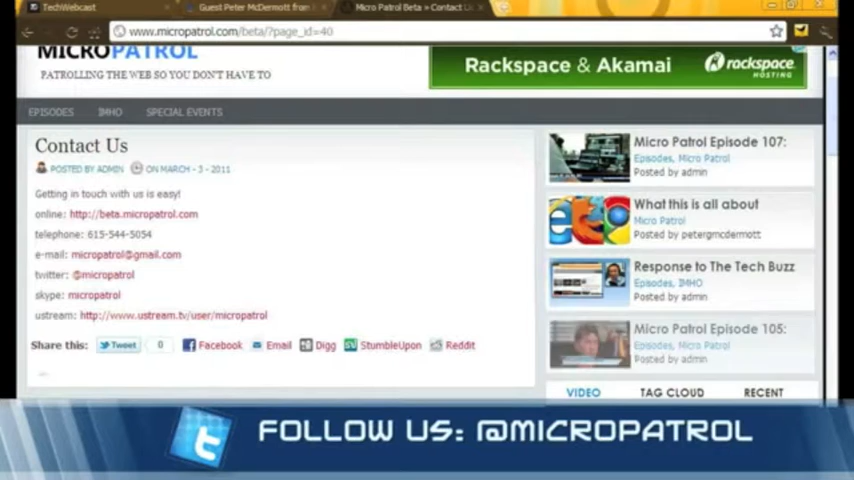 TechWebcast
Guest Peter McDermott from
Micro Patrol Beta » Contact U
www.micropatrol.com/beta/?page_id=40
MICROPATROL
PATROLLING THE WEB SO YOU DON'T HAVE TO
Rackspace & Akamai
rackspace
HOSTING
EPISODES
IMHO
SPECIAL EVENTS
Contact Us
POSTED BY ADMIN
ON MARCH - 3 - 2011
Getting in touch with us is easy!
online: http://beta.micropatrol.com
telephone: 615-544-5054
e-mail: micropatrol@gmail.com
twitter: @micropatrol
skype: micropatrol
ustream: http://www.ustream.tv/user/micropatrol
Share this:
Tweet
0
Facebook
Email
Digg
StumbleUpon
Reddit
Micro Patrol Episode 107:
Episodes, Micro Patrol
Posted by admin
What this is all about
Micro Patrol
Posted by petergmcdermott
Response to The Tech Buzz
Episodes, IMHO
Posted by admin
Micro Patrol Episode 105:
Episodes, Micro Patrol
Posted by admin
VIDEO
TAG CLOUD
RECENT
FOLLOW US: @MICROPATROL